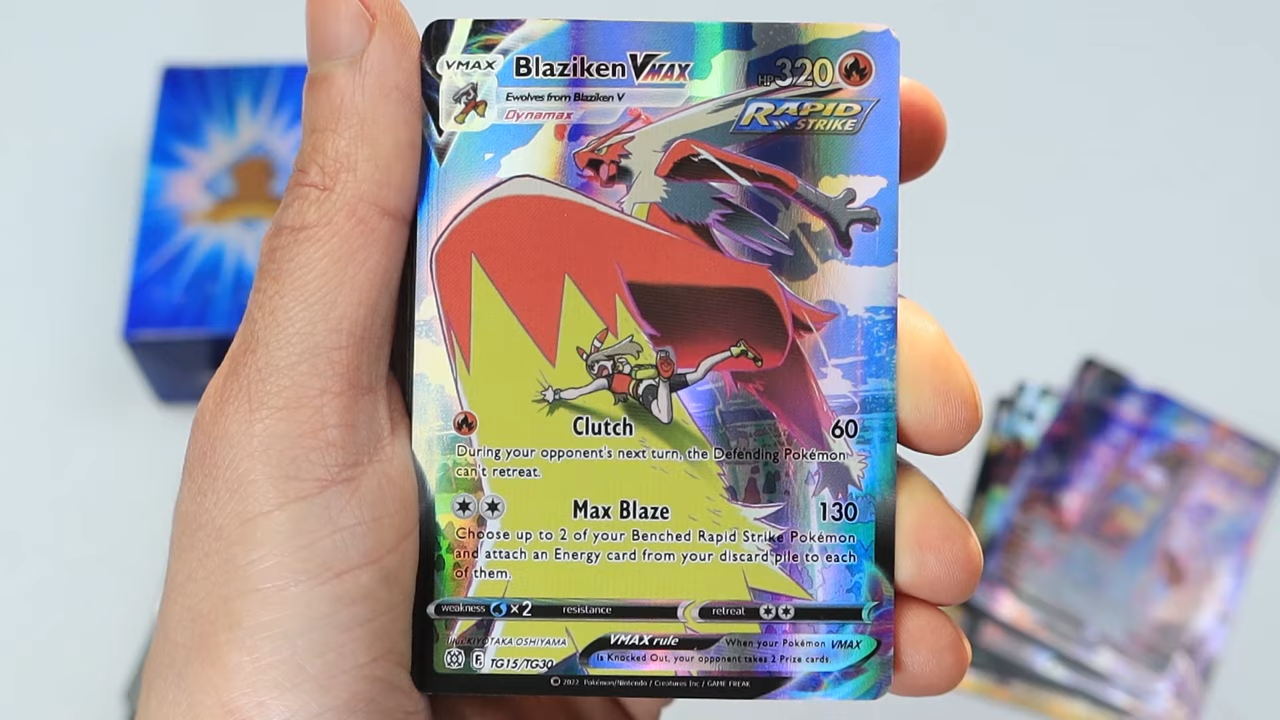 VMAX
Blaziken VMAX
HP 320
Evolves from Blaziken V
Dynamax
RAPID
STRIKE
Clutch 60
During your opponent's next turn, the Defending Pokémon
can't retreat.
Max Blaze 130
Choose up to 2 of your Benched Rapid Strike Pokémon
and attach an Energy card from your discard pile to each
of them.
weakness ×2 resistance retreat
Illus. KIYOTAKA OSHIYAMA
VMAX rule When your Pokémon VMAX
is Knocked Out, your opponent takes 2 Prize cards.
F TG15/TG30
© 2022 Pokémon/Nintendo / Creatures Inc / GAME FREAK